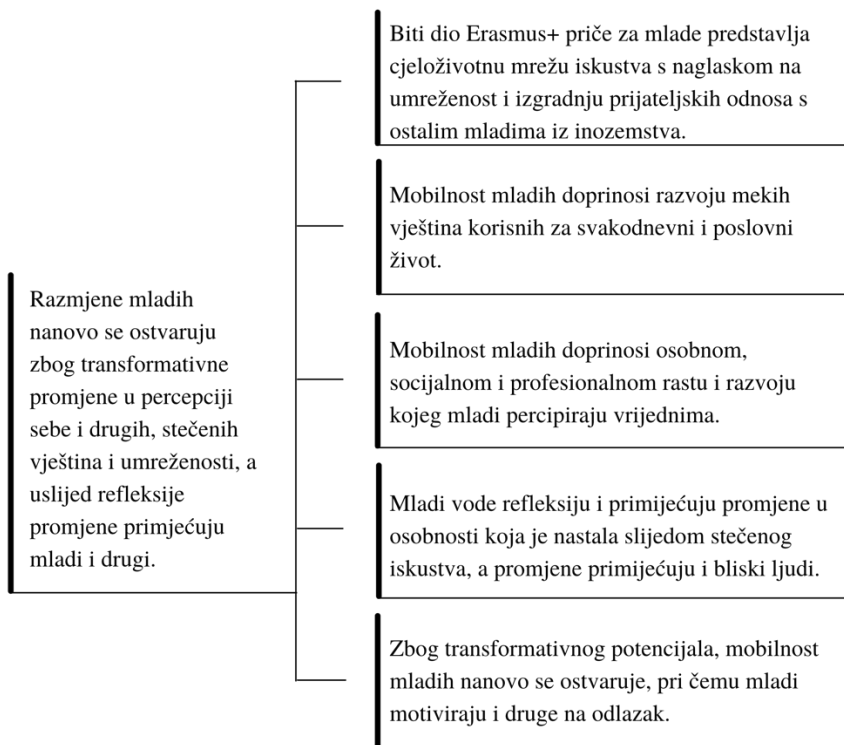 Biti dio Erasmus+ priče za mlade predstavlja
cjeloživotnu mrežu iskustva s naglaskom na
umreženost i izgradnju prijateljskih odnosa s
ostalim mladima iz inozemstva.
Mobilnost mladih doprinosi razvoju mekih
vještina korisnih za svakodnevni i poslovni
život.
Razmjene mladih
nanovo se ostvaruju
zbog transformativne
promjene u percepciji
sebe i drugih, stečenih
vještina i umreženosti, a
uslijed refleksije
promjene primjećuju
mladi i drugi.
Mobilnost mladih doprinosi osobnom,
socijalnom i profesionalnom rastu i razvoju
kojeg mladi percipiraju vrijednima.
Mladi vode refleksiju i primijećuju promjene u
osobnosti koja je nastala slijedom stečenog
iskustva, a promjene primijećuju i bliski ljudi.
Zbog transformativnog potencijala, mobilnost
mladih nanovo se ostvaruje, pri čemu mladi
motiviraju i druge na odlazak.